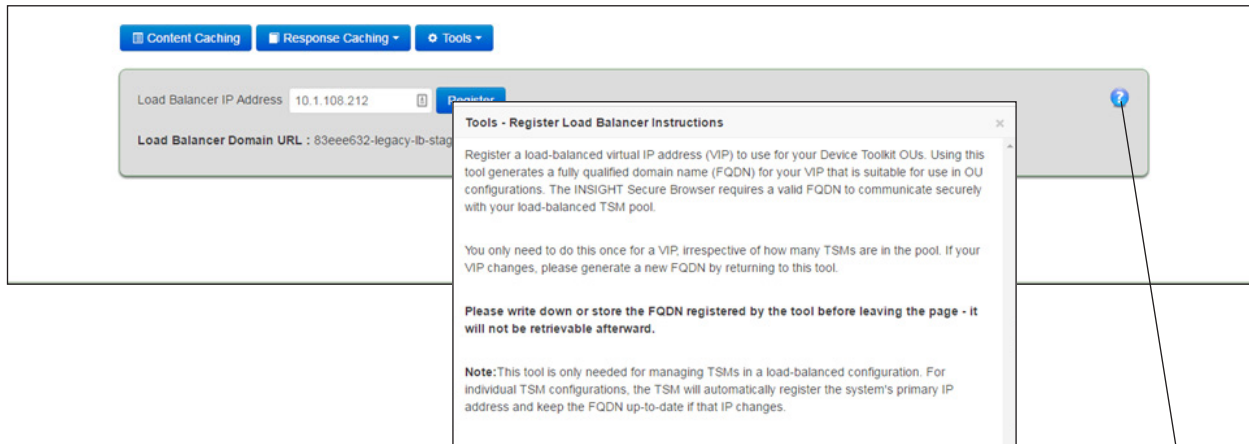 Content Caching Response Caching Tools
Load Balancer IP Address 10.1.108.212 Register
Load Balancer Domain URL : 83eee632-legacy-lb-stag
Tools - Register Load Balancer Instructions ×
Register a load-balanced virtual IP address (VIP) to use for your Device Toolkit OUs. Using this
tool generates a fully qualified domain name (FQDN) for your VIP that is suitable for use in OU
configurations. The INSIGHT Secure Browser requires a valid FQDN to communicate securely
with your load-balanced TSM pool.
You only need to do this once for a VIP, irrespective of how many TSMs are in the pool. If your
VIP changes, please generate a new FQDN by returning to this tool.
Please write down or store the FQDN registered by the tool before leaving the page - it
will not be retrievable afterward.
Note:This tool is only needed for managing TSMs in a load-balanced configuration. For
individual TSM configurations, the TSM will automatically register the system's primary IP
address and keep the FQDN up-to-date if that IP changes.